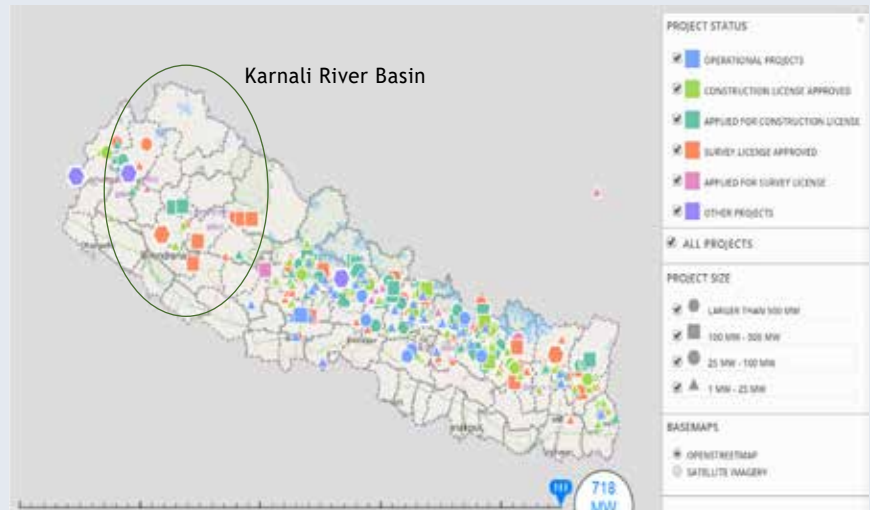 Karnali River Basin
PROJECT STATUS
OPERATIONAL PROJECTS
CONSTRUCTION LICENSE APPROVED
APPLIED FOR CONSTRUCTION LICENSE
SURVEY LICENSE APPROVED
APPLIED FOR SURVEY LICENSE
OTHER PROJECTS
ALL PROJECTS
PROJECT SIZE
LARGER THAN 500 MW
100 MW - 500 MW
25 MW - 100 MW
1 MW - 25 MW
BASEMAPS
OPENSTREETMAP
SATELLITE IMAGERY
718
MW